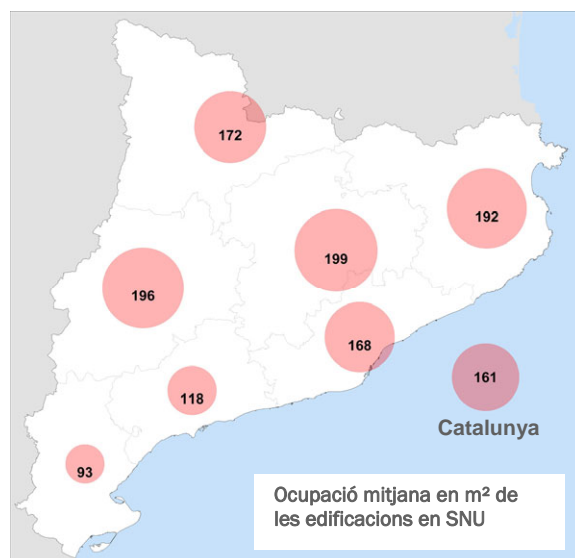 172
192
199
196
168
161
118
Catalunya
93
Ocupació mitjana en m² de
les edificacions en SNU